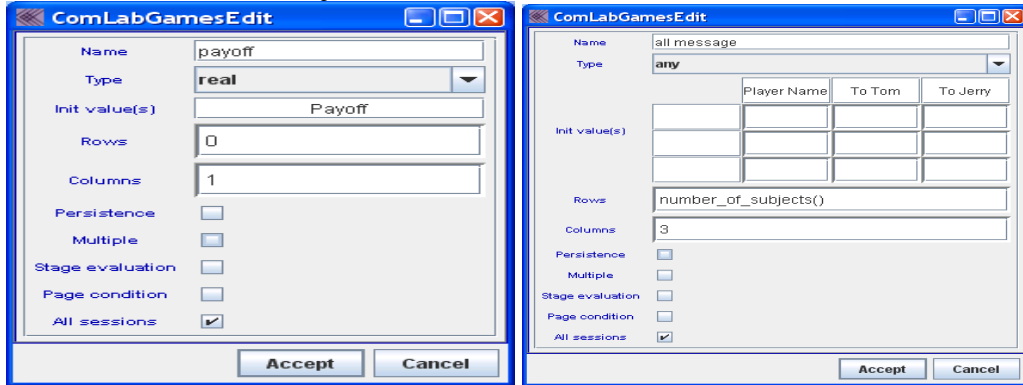 ComLabGamesEdit
Name payoff
Type real
Init value(s) Payoff
Rows 0
Columns 1
Persistence
Multiple
Stage evaluation
Page condition
All sessions
Accept Cancel
ComLabGamesEdit
Name all message
Type any
Player Name To Tom To Jerry
Init value(s)
Rows number_of_subjects()
Columns 3
Persistence
Multiple
Stage evaluation
Page condition
All sessions
Accept Cancel